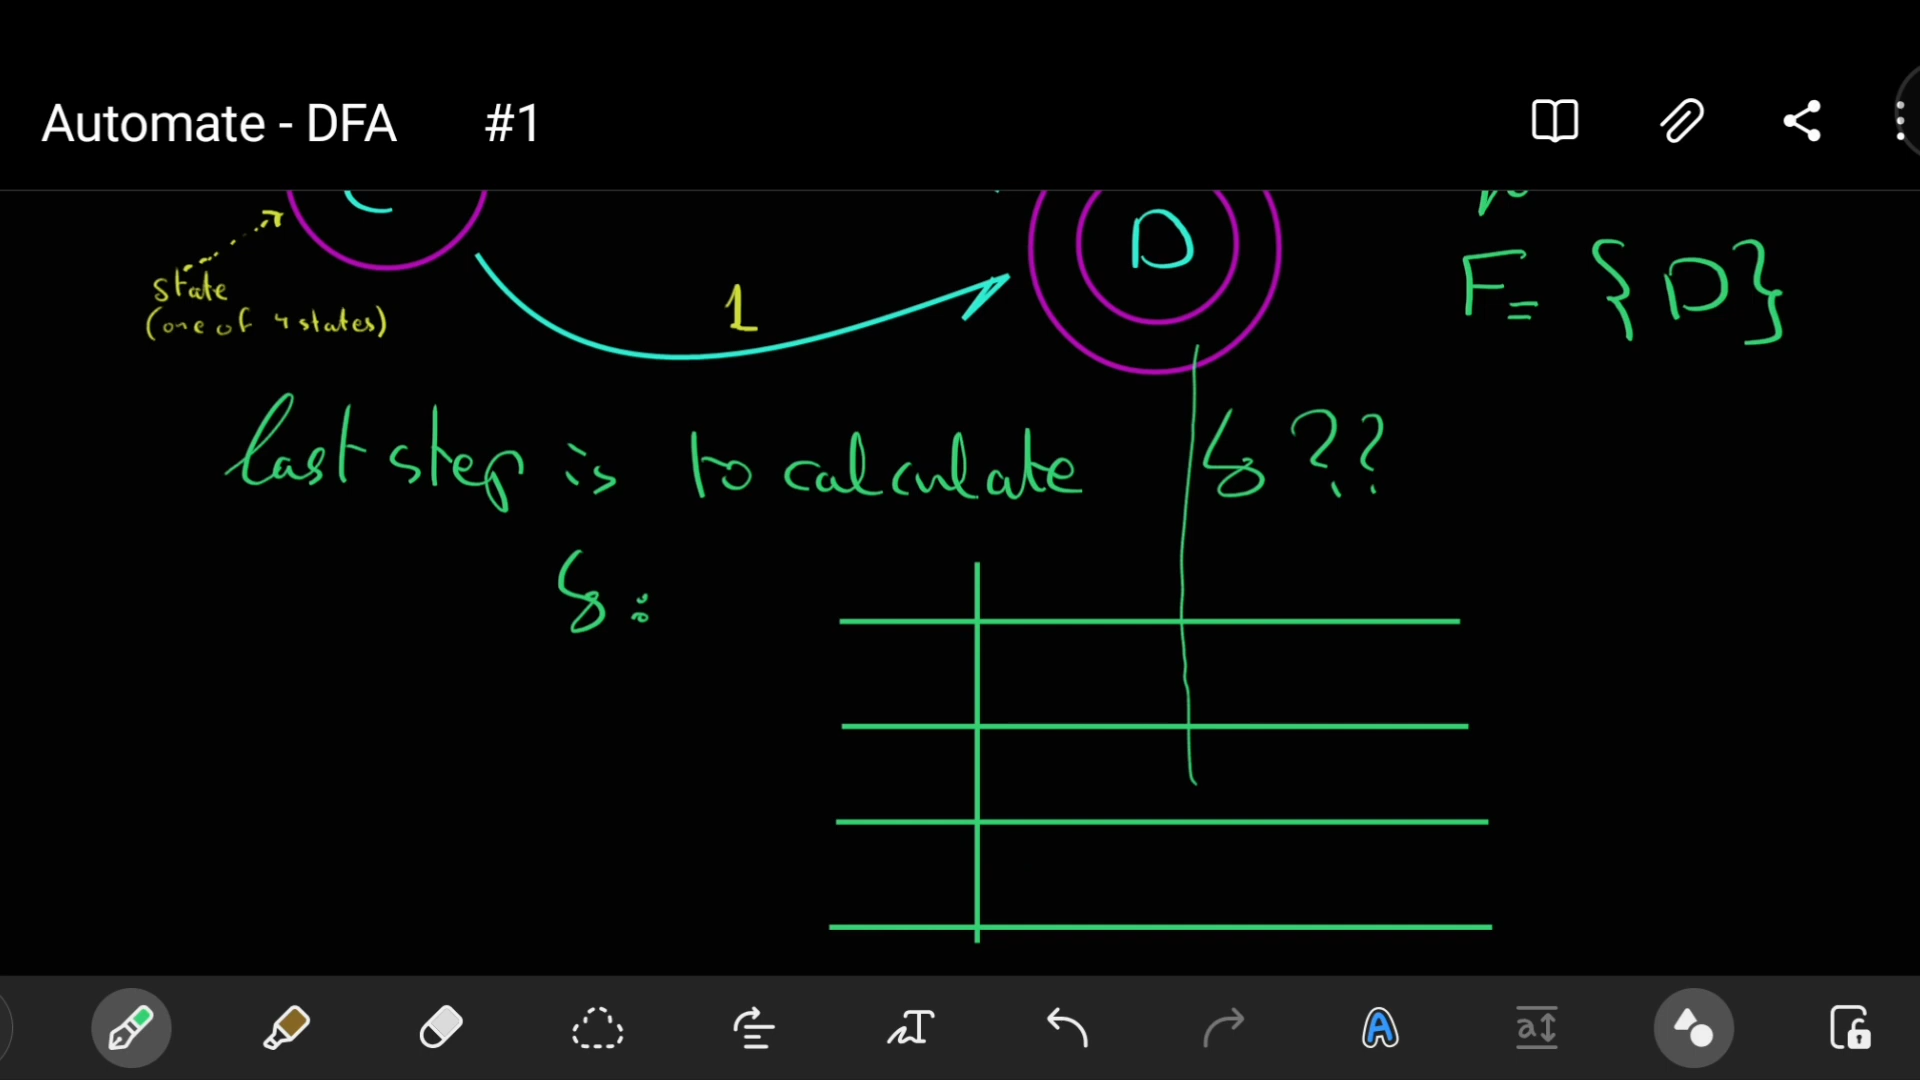 Automate - DFA #1
C
D
state
(one of 4 states)
1
F = {D}
last step is to calculate δ??
δ: